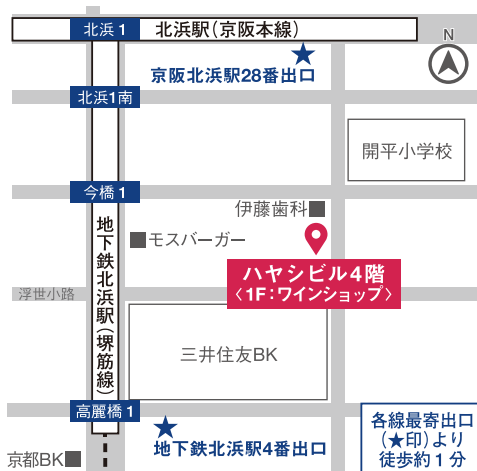 北浜1
北浜駅(京阪本線)
N
京阪北浜駅28番出口
北浜1南
開平小学校
今橋1
伊藤歯科
モスバーガー
地下鉄北浜駅(堺筋線)
ハヤシビル4階
〈1F:ワインショップ〉
浮世小路
三井住友BK
高麗橋1
地下鉄北浜駅4番出口
京都BK
各線最寄出口
(★印)より
徒歩約1分